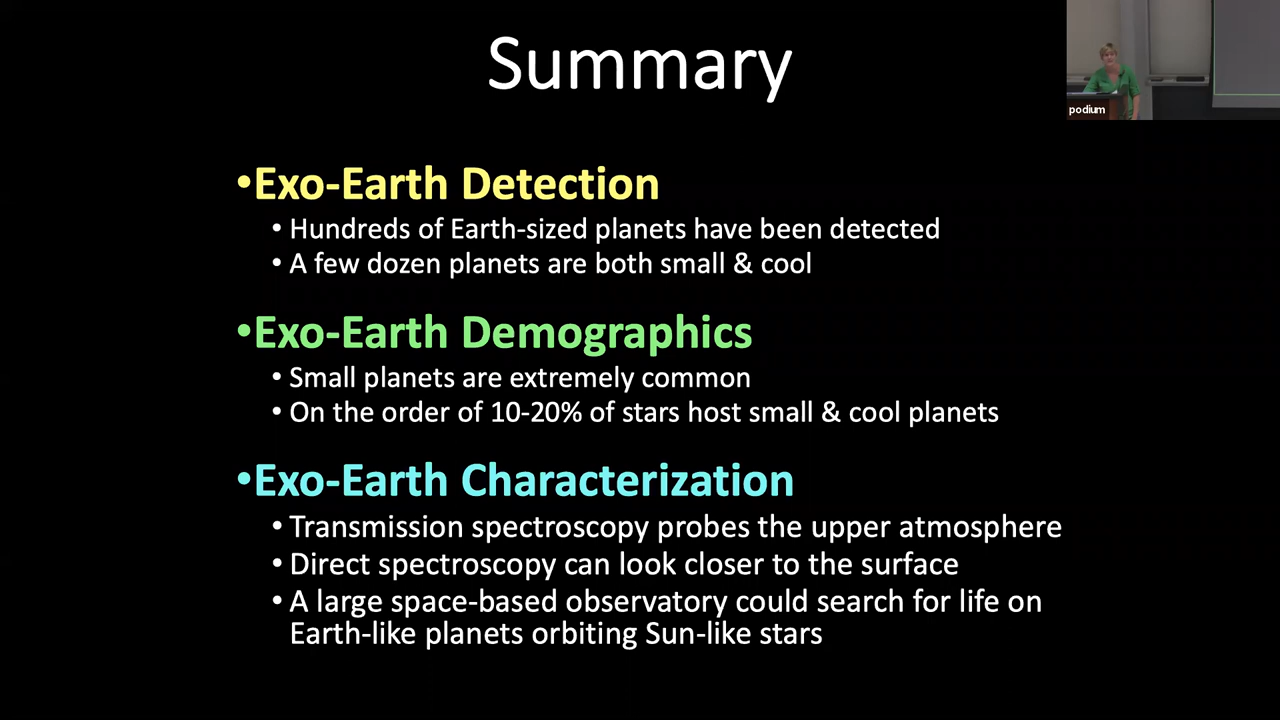 Summary
podium
•Exo-Earth Detection
• Hundreds of Earth-sized planets have been detected
• A few dozen planets are both small & cool
•Exo-Earth Demographics
• Small planets are extremely common
• On the order of 10-20% of stars host small & cool planets
•Exo-Earth Characterization
• Transmission spectroscopy probes the upper atmosphere
• Direct spectroscopy can look closer to the surface
• A large space-based observatory could search for life on
Earth-like planets orbiting Sun-like stars